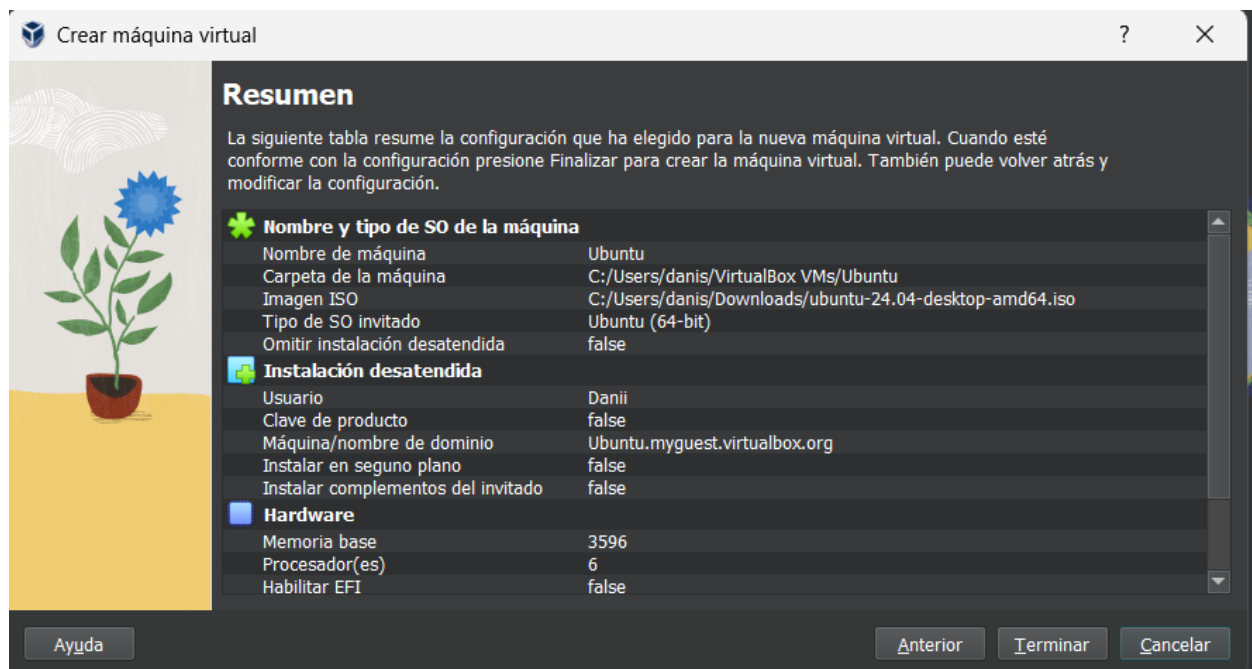 Crear máquina virtual ?
Resumen
La siguiente tabla resume la configuración que ha elegido para la nueva máquina virtual. Cuando esté
conforme con la configuración presione Finalizar para crear la máquina virtual. También puede volver atrás y
modificar la configuración.
Nombre y tipo de SO de la máquina
Nombre de máquina Ubuntu
Carpeta de la máquina C:/Users/danis/VirtualBox VMs/Ubuntu
Imagen ISO C:/Users/danis/Downloads/ubuntu-24.04-desktop-amd64.iso
Tipo de SO invitado Ubuntu (64-bit)
Omitir instalación desatendida false
Instalación desatendida
Usuario Danii
Clave de producto false
Máquina/nombre de dominio Ubuntu.myguest.virtualbox.org
Instalar en seguno plano false
Instalar complementos del invitado false
Hardware
Memoria base 3596
Procesador(es) 6
Habilitar EFI false
Ayuda Anterior Terminar Cancelar